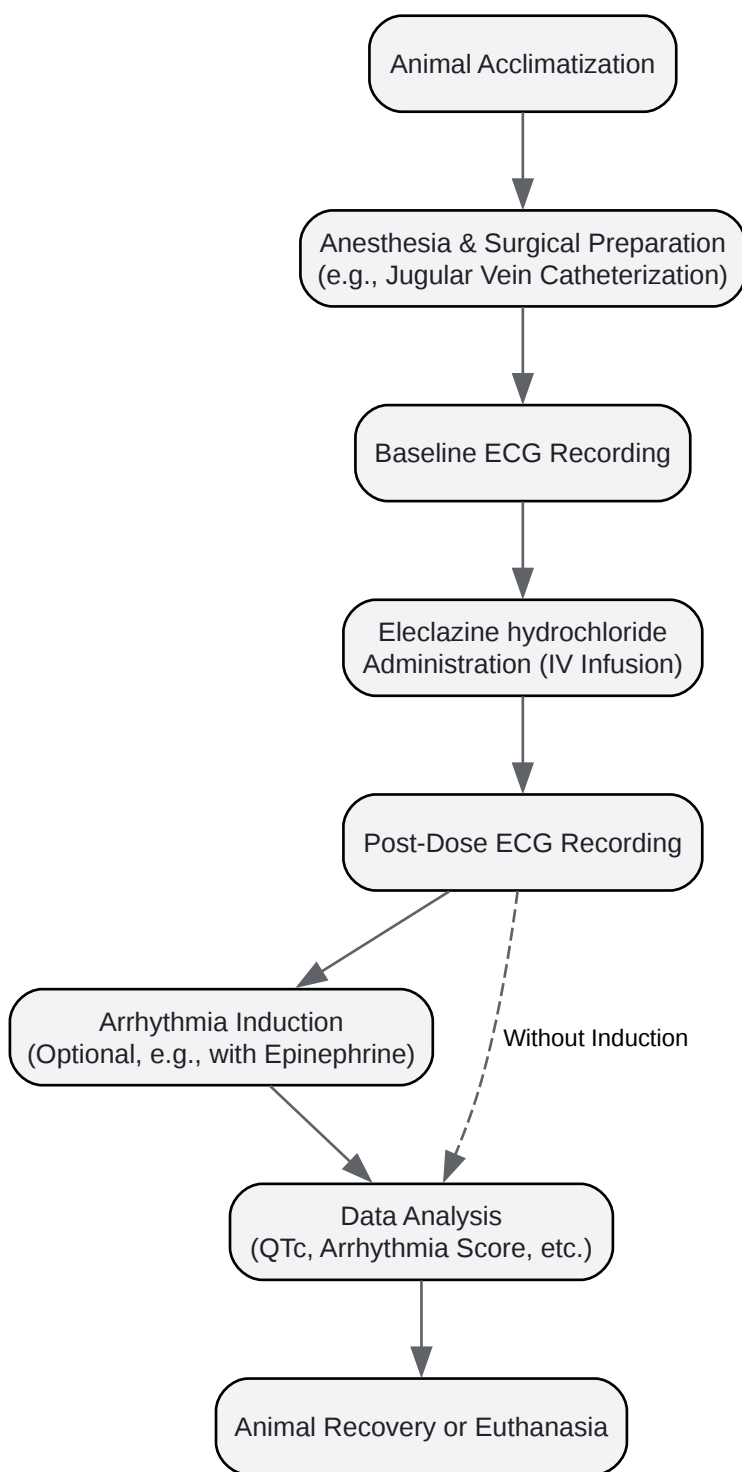 Animal Acclimatization
Anesthesia & Surgical Preparation
(e.g., Jugular Vein Catheterization)
Baseline ECG Recording
Eleclazine hydrochloride
Administration (IV Infusion)
Post-Dose ECG Recording
Arrhythmia Induction
(Optional, e.g., with Epinephrine)
Without Induction
Data Analysis
(QTc, Arrhythmia Score, etc.)
Animal Recovery or Euthanasia